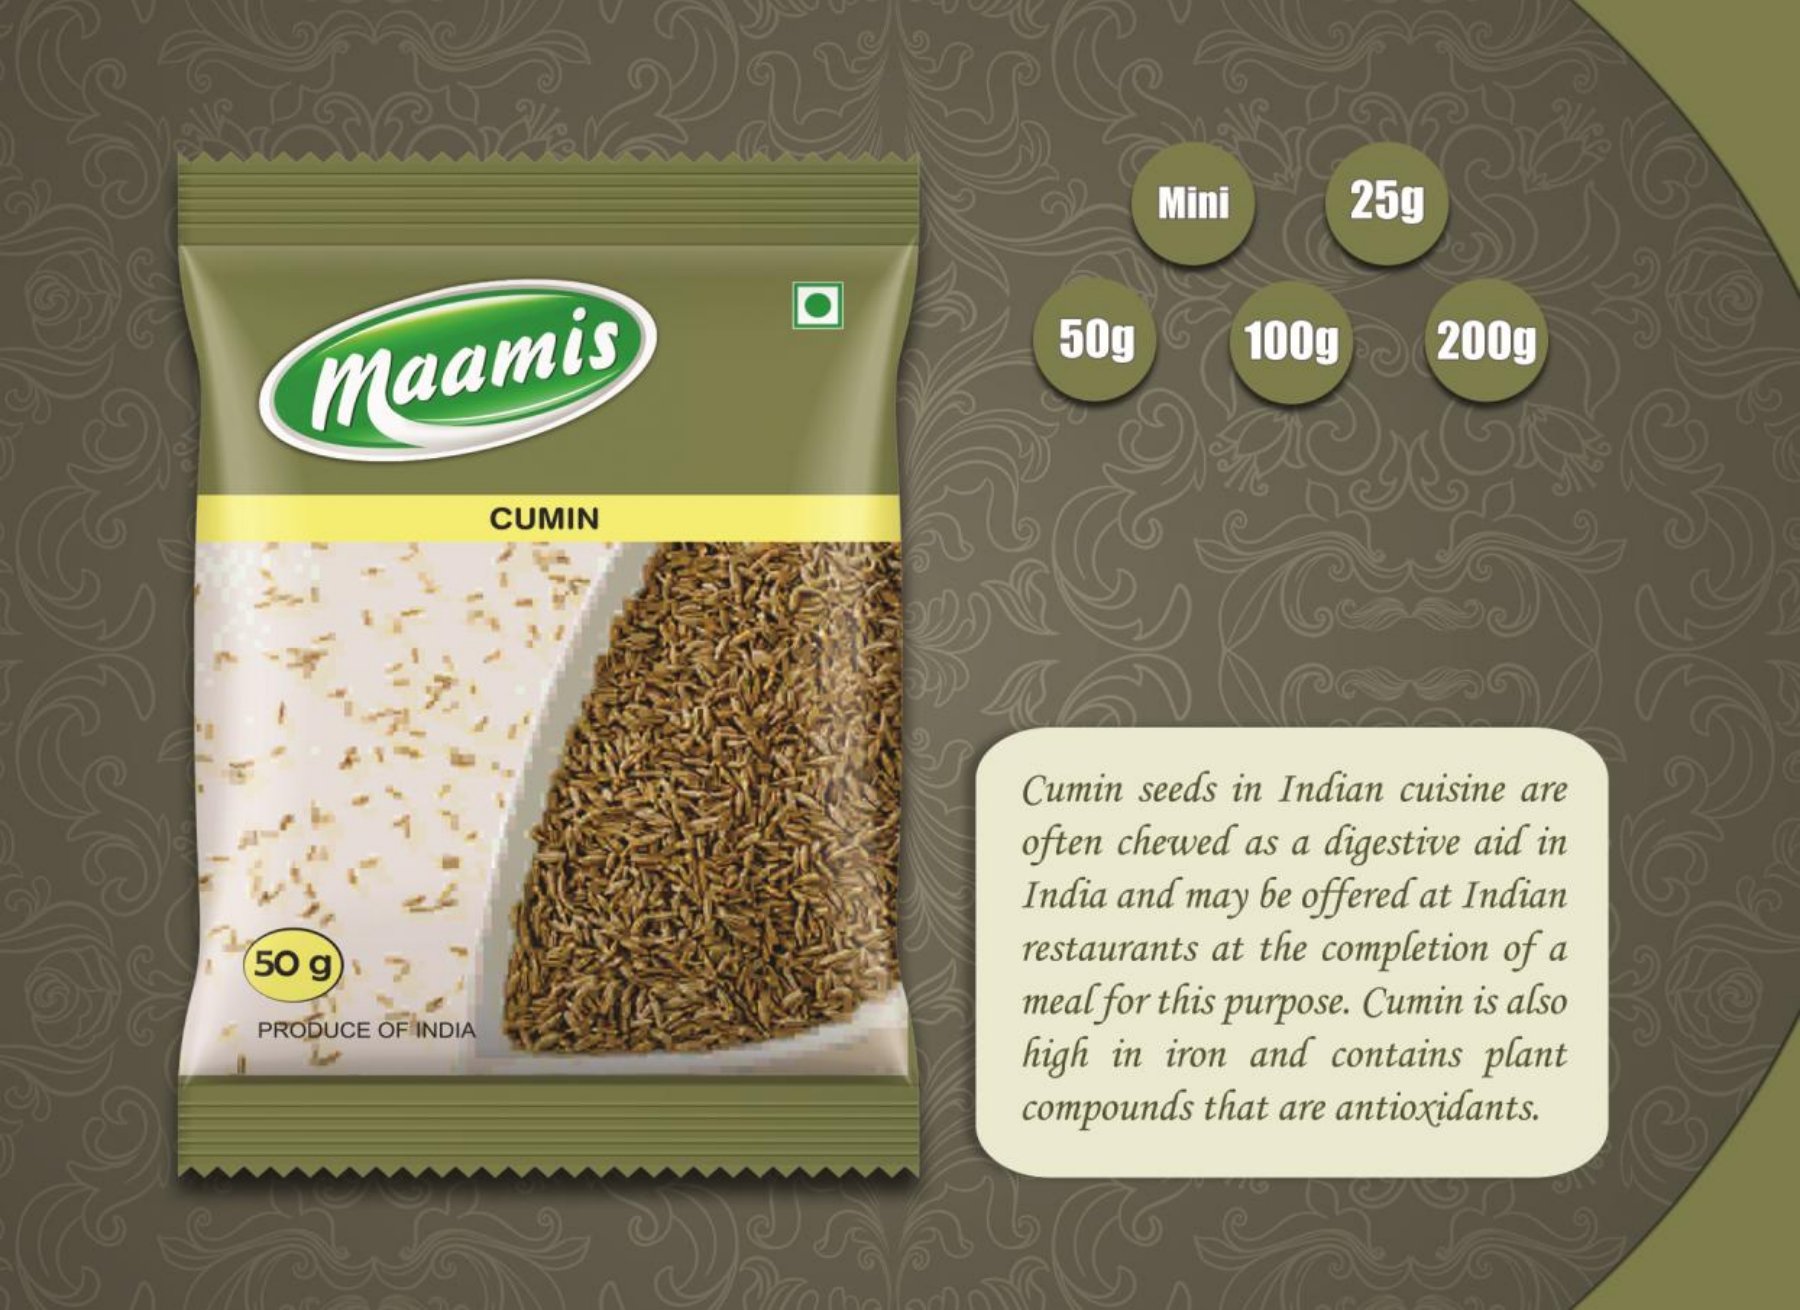 Maamis
CUMIN
50 g
PRODUCE OF INDIA
Mini
25g
50g
100g
200g
Cumin seeds in Indian cuisine are
often chewed as a digestive aid in
India and may be offered at Indian
restaurants at the completion of a
meal for this purpose. Cumin is also
high in iron and contains plant
compounds that are antioxidants.